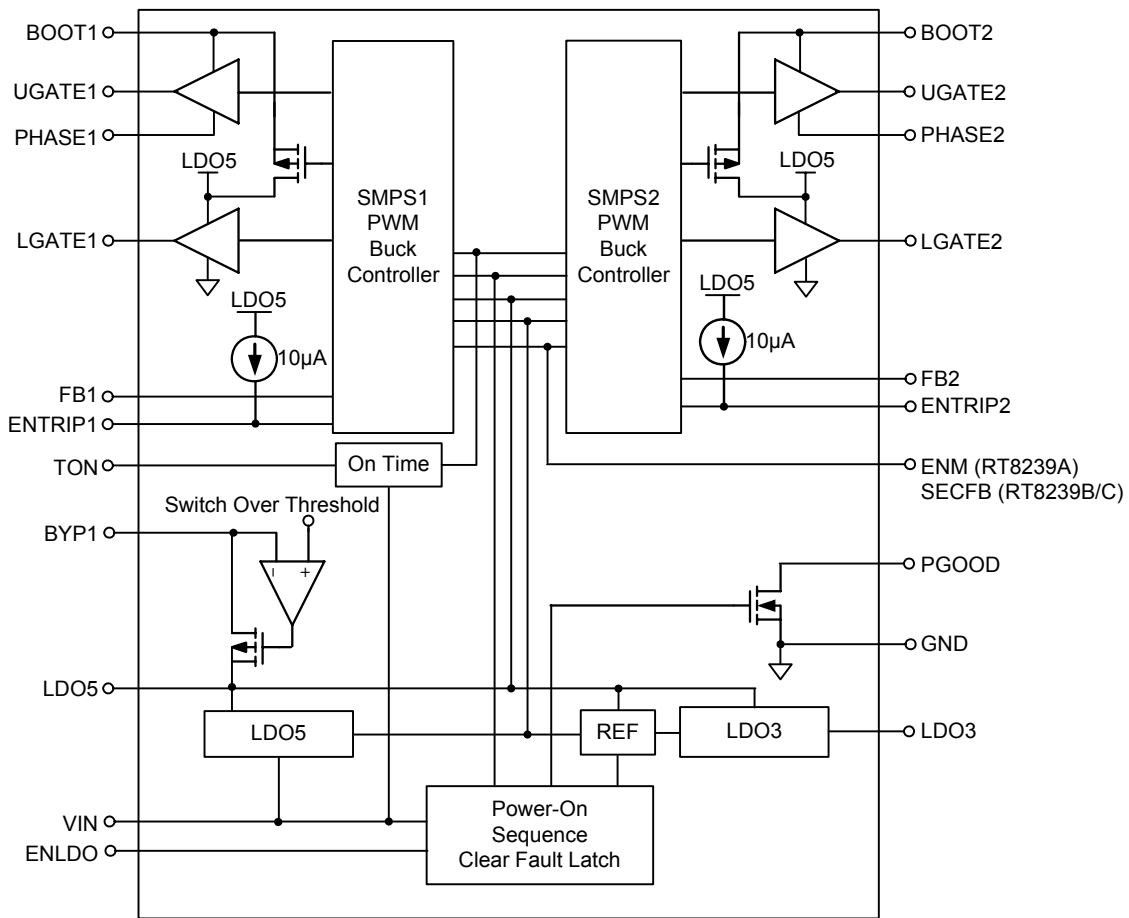 BOOT1
UGATE1
PHASE1
LDO5
LGATE1
LDO5
10µA
FB1
ENTRIP1
TON
SMPS1
PWM
Buck
Controller
SMPS2
PWM
Buck
Controller
BOOT2
UGATE2
PHASE2
LDO5
LGATE2
LDO5
10µA
FB2
ENTRIP2
On Time
ENM (RT8239A)
SECFB (RT8239B/C)
Switch Over Threshold
BYP1
- +
PGOOD
GND
LDO5
LDO5
REF
LDO3
LDO3
VIN
ENLDO
Power-On
Sequence
Clear Fault Latch